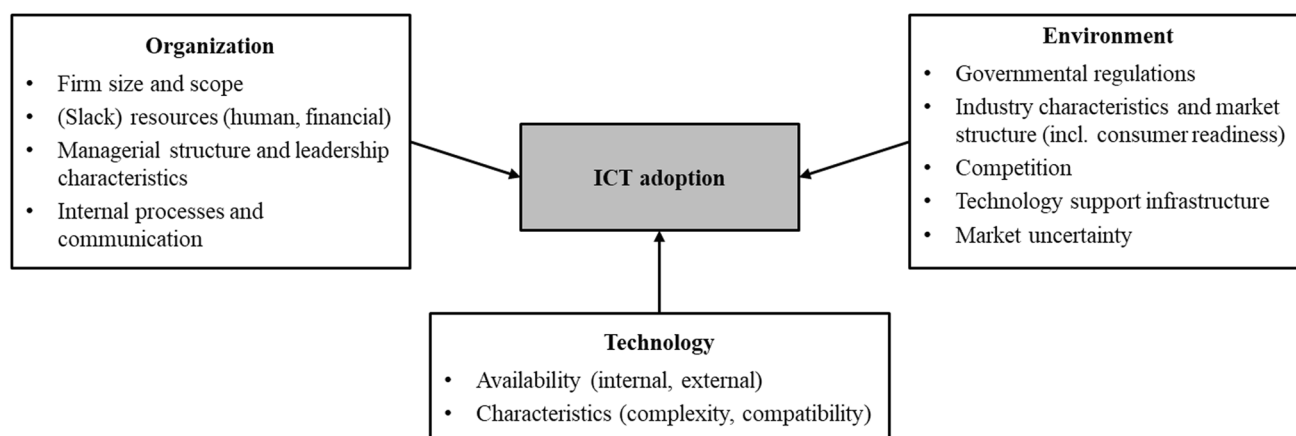 Organization
• Firm size and scope
• (Slack) resources (human, financial)
• Managerial structure and leadership
characteristics
• Internal processes and
communication
Environment
• Governmental regulations
• Industry characteristics and market
structure (incl. consumer readiness)
• Competition
• Technology support infrastructure
• Market uncertainty
ICT adoption
Technology
• Availability (internal, external)
• Characteristics (complexity, compatibility)